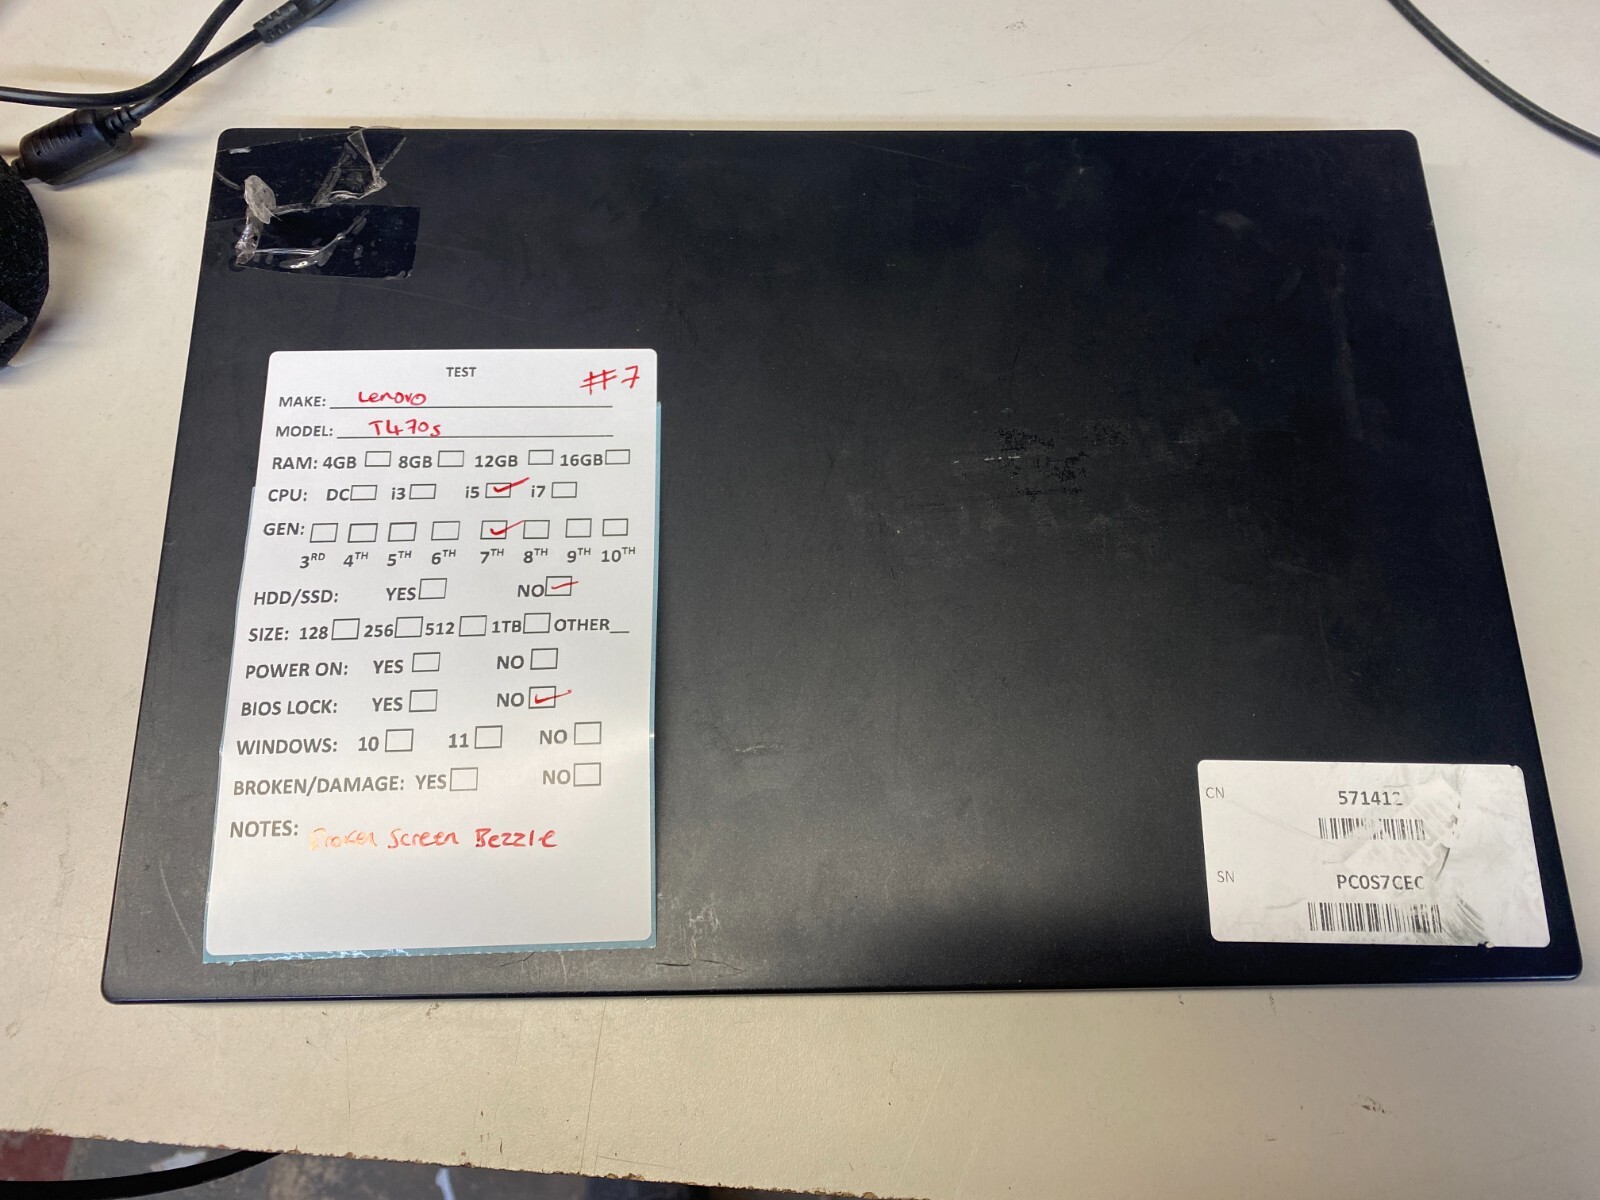 TEST
#7
MAKE: Lenovo
MODEL: T470s
RAM: 4GB 8GB 12GB 16GB
CPU: DC i3 i5 i7
GEN:
3RD 4TH 5TH 6TH 7TH 8TH 9TH 10TH
HDD/SSD: YES NO
SIZE: 128 256 512 1TB OTHER__
POWER ON: YES NO
BIOS LOCK: YES NO
WINDOWS: 10 11 NO
BROKEN/DAMAGE: YES NO
NOTES: Broken Screen Bezzle
CN 571412
SN PC0S7CEC